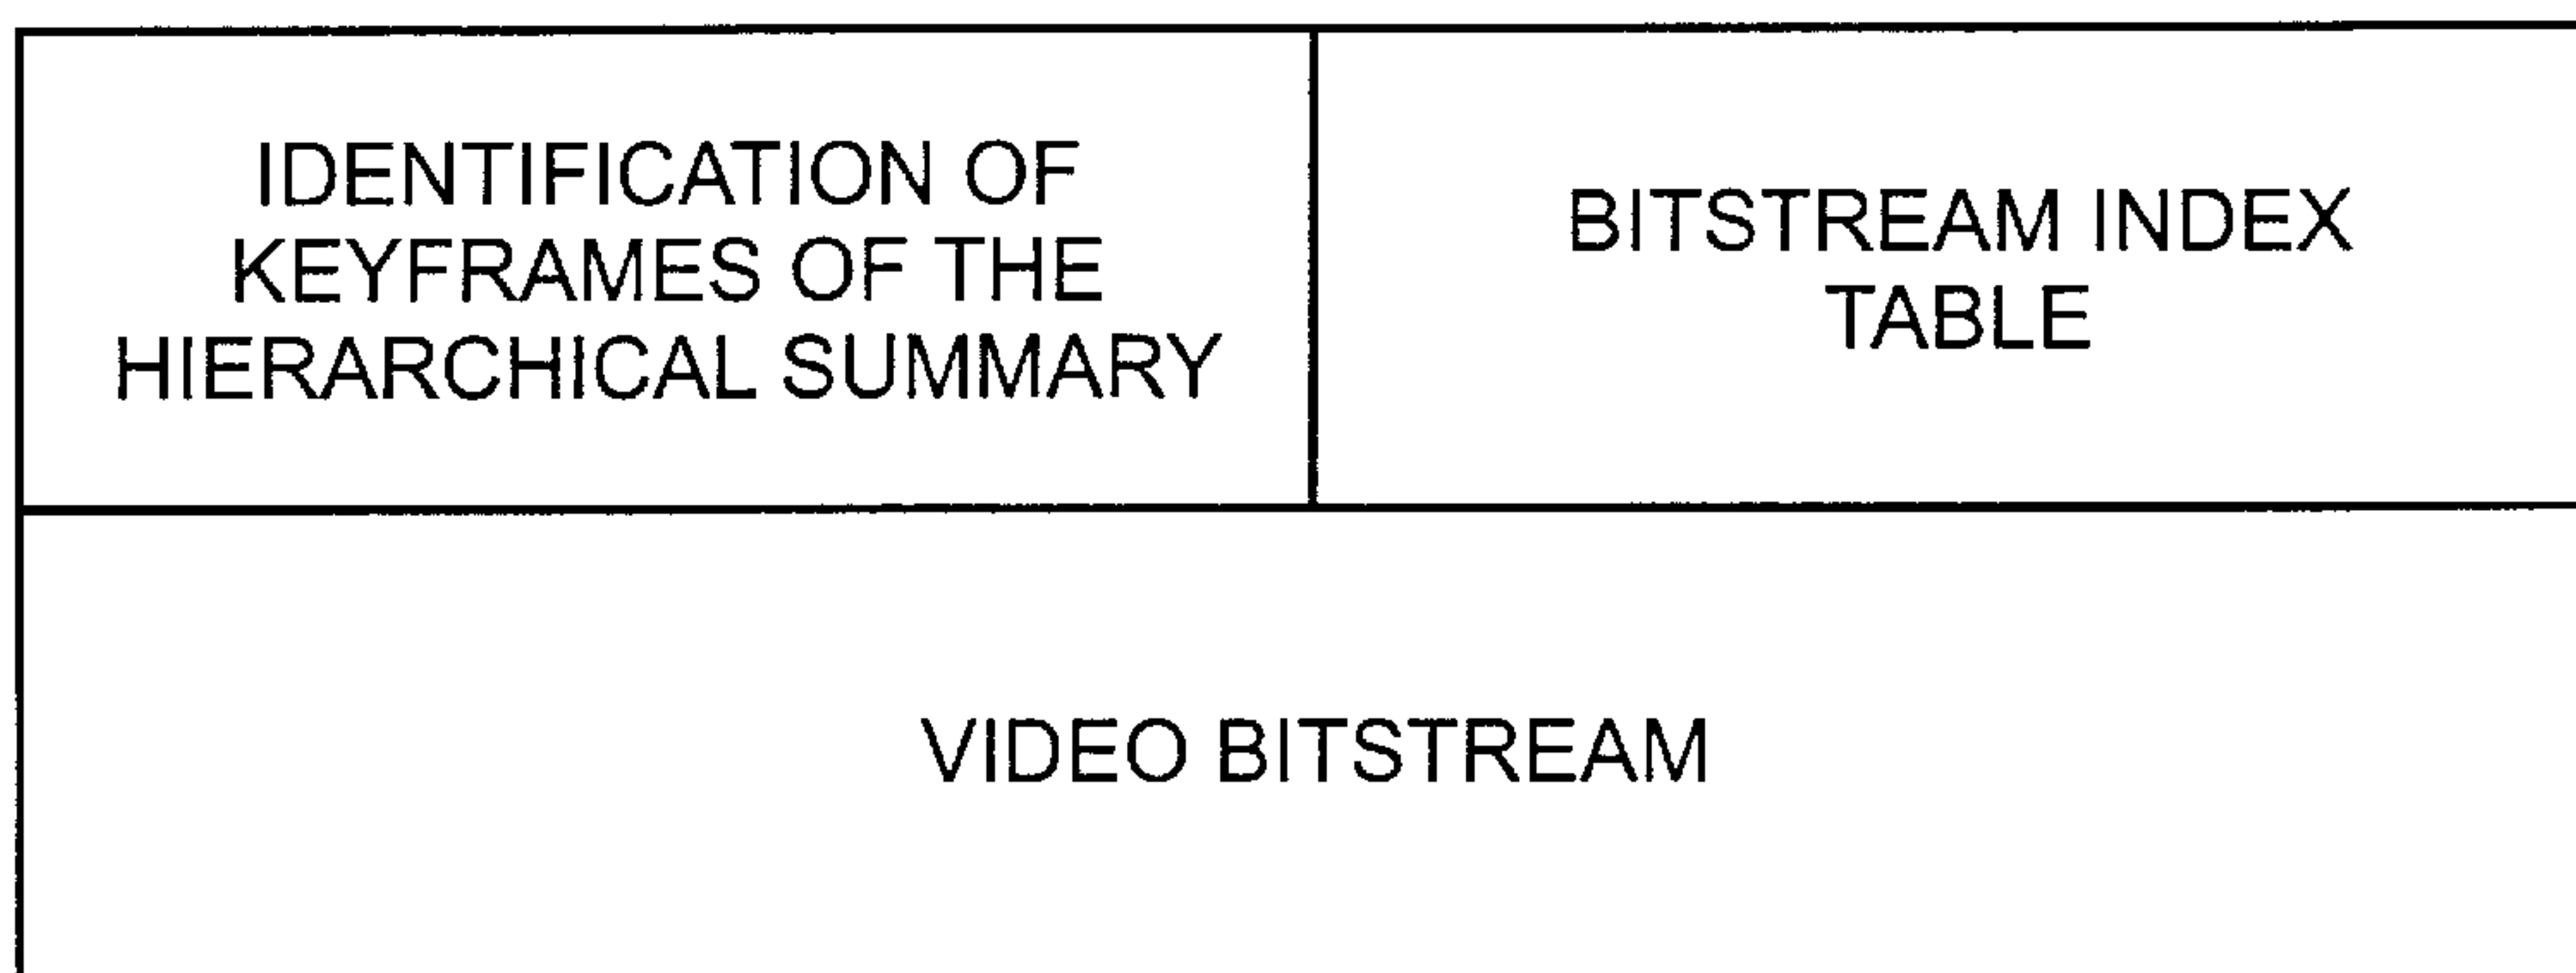 IDENTIFICATION OF
KEYFRAMES OF THE
HIERARCHICAL SUMMARY
BITSTREAM INDEX
TABLE
VIDEO BITSTREAM